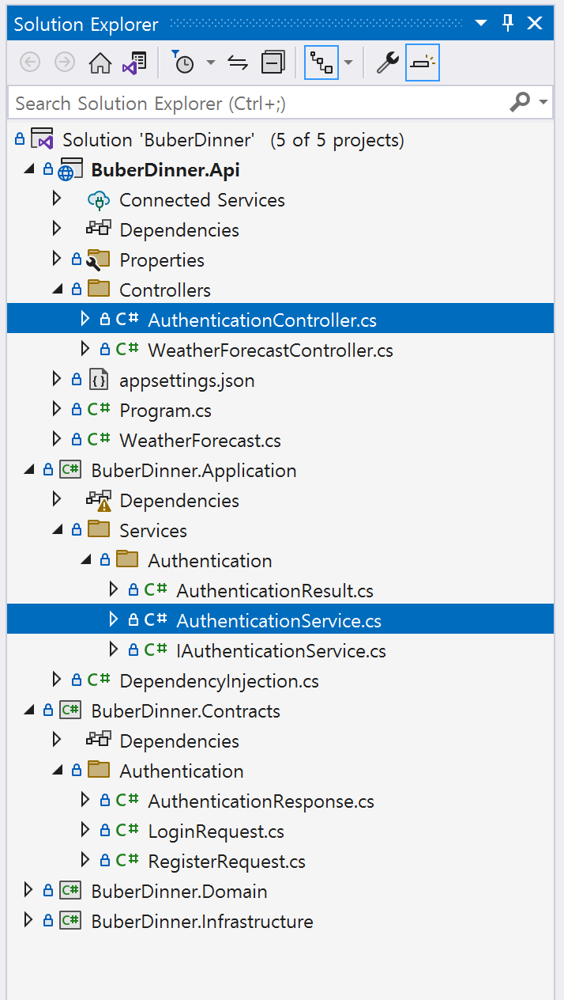 Solution Explorer
Search Solution Explorer (Ctrl+;)
Solution 'BuberDinner' (5 of 5 projects)
BuberDinner.Api
Connected Services
Dependencies
Properties
Controllers
C# AuthenticationController.cs
C# WeatherForecastController.cs
appsettings.json
C# Program.cs
C# WeatherForecast.cs
C# BuberDinner.Application
Dependencies
Services
Authentication
C# AuthenticationResult.cs
C# AuthenticationService.cs
C# IAuthenticationService.cs
C# DependencyInjection.cs
C# BuberDinner.Contracts
Dependencies
Authentication
C# AuthenticationResponse.cs
C# LoginRequest.cs
C# RegisterRequest.cs
C# BuberDinner.Domain
C# BuberDinner.Infrastructure